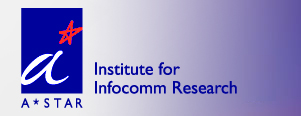 a*
Institute for
Infocomm Research
A*STAR